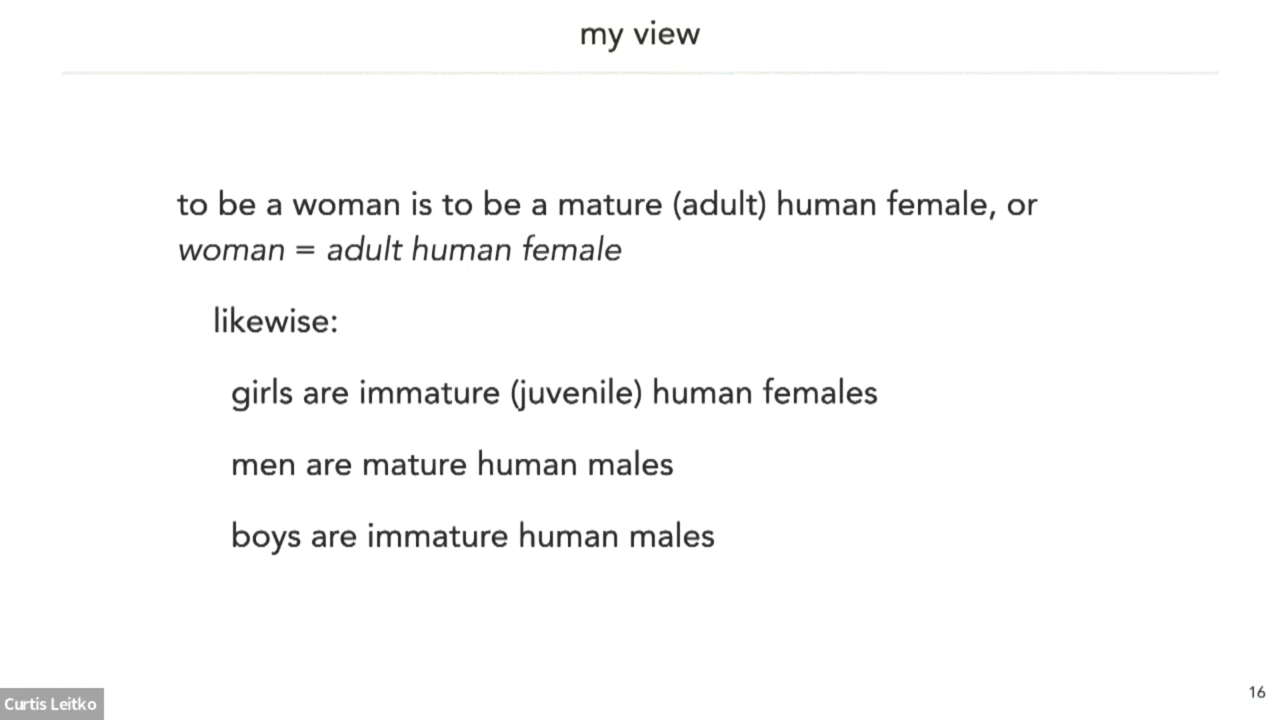 my view
to be a woman is to be a mature (adult) human female, or
woman = adult human female
likewise:
girls are immature (juvenile) human females
men are mature human males
boys are immature human males
Curtis Leitko
16